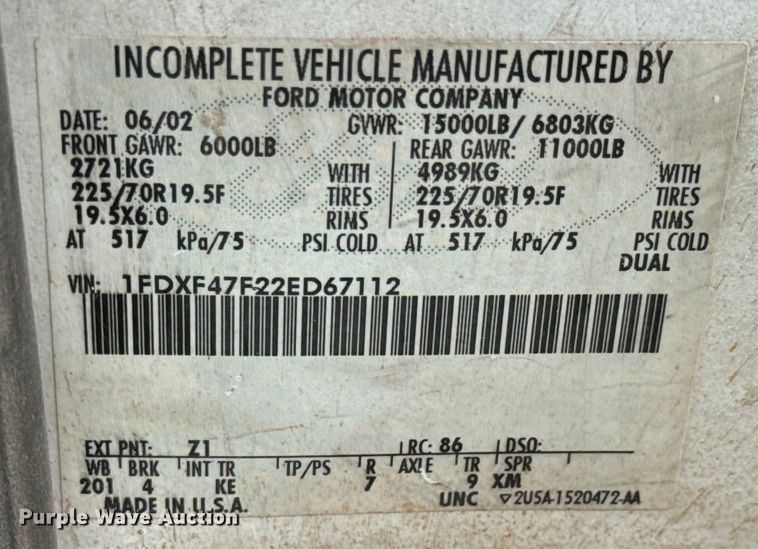 INCOMPLETE VEHICLE MANUFACTURED BY
FORD MOTOR COMPANY
DATE: 06/02 GVWR: 15000LB/ 6803KG
FRONT GAWR: 6000LB REAR GAWR: 11000LB
2721KG WITH 4989KG WITH
225/70R19.5F TIRES 225/70R19.5F TIRES
19.5X6.0 RIMS 19.5X6.0 RIMS
AT 517 kPa/75 PSI COLD AT 517 kPa/75 PSI COLD
DUAL
VIN: 1FDXF47F22ED67112
EXT PNT: Z1 RC: 86 DSO:
WB BRK INT TR TP/PS R AXLE TR SPR
201 4 KE 7 9 XM
MADE IN U.S.A. UNC ▽2U5A-1520472-AA
Purple Wave Auction